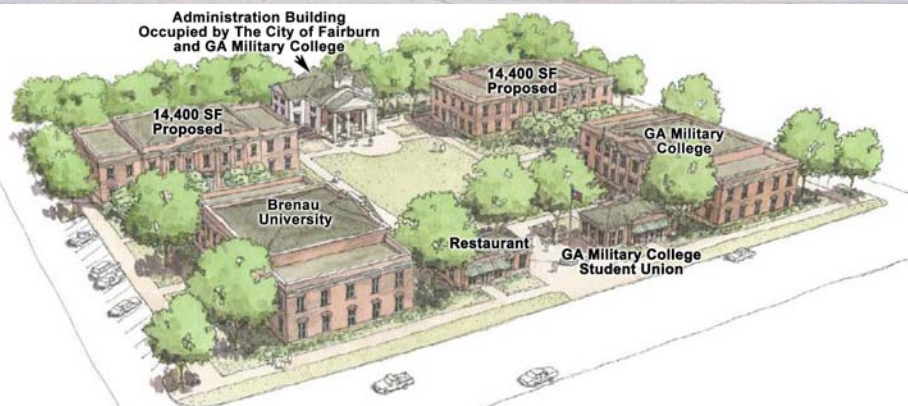 Administration Building
Occupied by The City of Fairburn
and GA Military College
14,400 SF
Proposed
14,400 SF
Proposed
GA Military
College
Brenau
University
Restaurant
GA Military College
Student Union